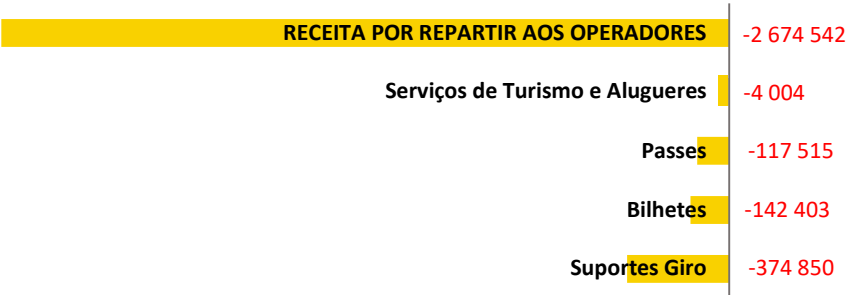 RECEITA POR REPARTIR AOS OPERADORES -2 674 542
Serviços de Turismo e Alugueres -4 004
Passes -117 515
Bilhetes -142 403
Suportes Giro -374 850